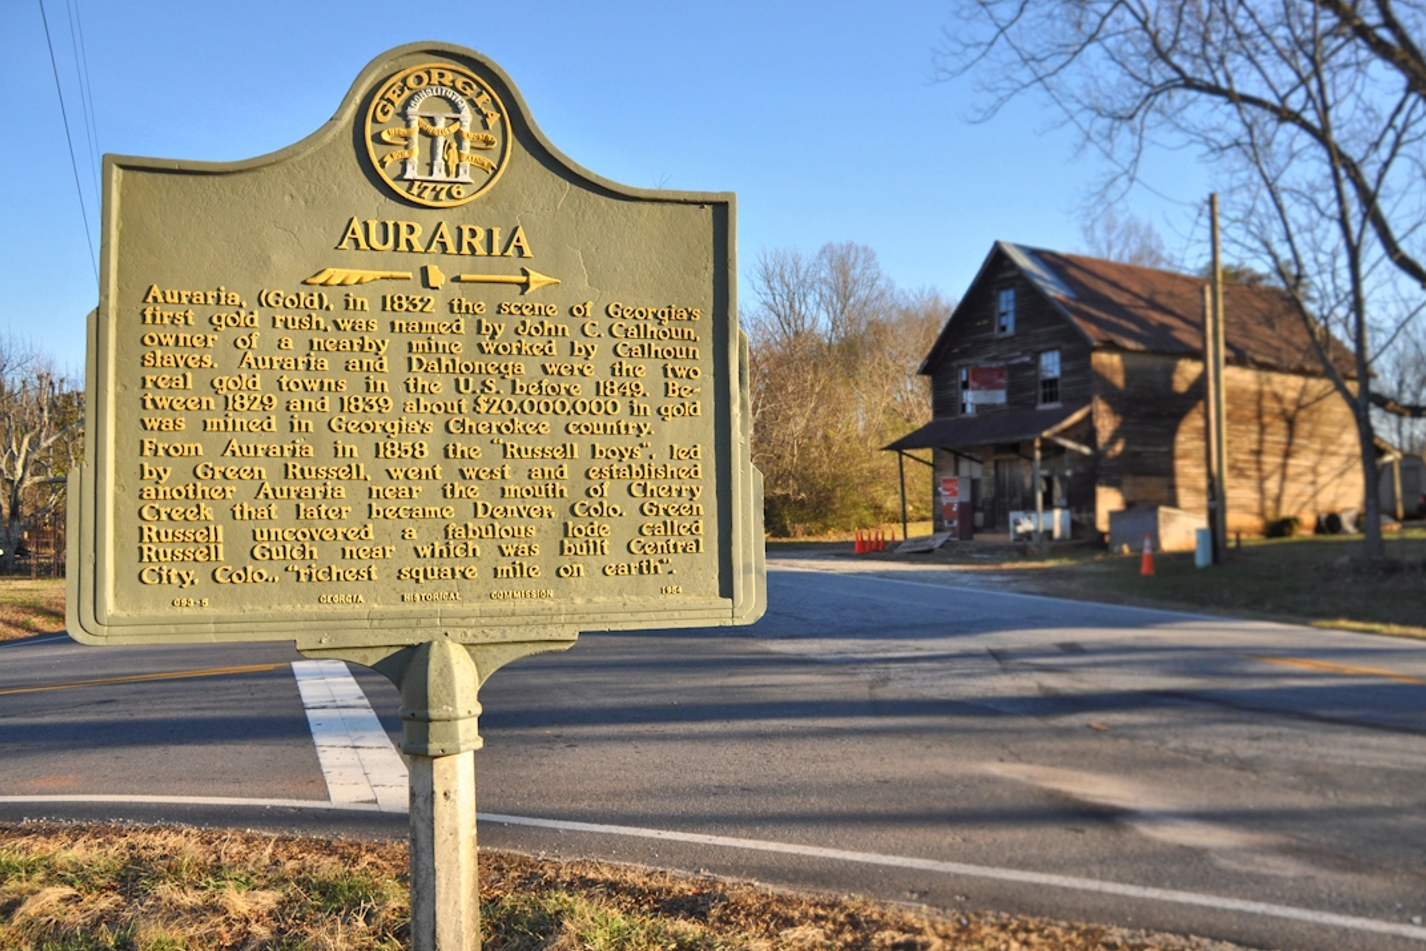 GEORGIA
CONSTITUTION
1776
AURARIA
Auraria, (Gold), in 1832 the scene of Georgia's
first gold rush, was named by John C. Calhoun,
owner of a nearby mine worked by Calhoun
slaves. Auraria and Dahlonega were the two
real gold towns in the U.S. before 1849. Be-
tween 1829 and 1839 about $20,000,000 in gold
was mined in Georgia's Cherokee country.
From Auraria in 1858 the "Russell boys", led
by Green Russell, went west and established
another Auraria near the mouth of Cherry
Creek that later became Denver, Colo. Green
Russell uncovered a fabulous lode called
Russell Gulch near which was built Central
City, Colo., "richest square mile on earth".
093-5 GEORGIA HISTORICAL COMMISSION 1954